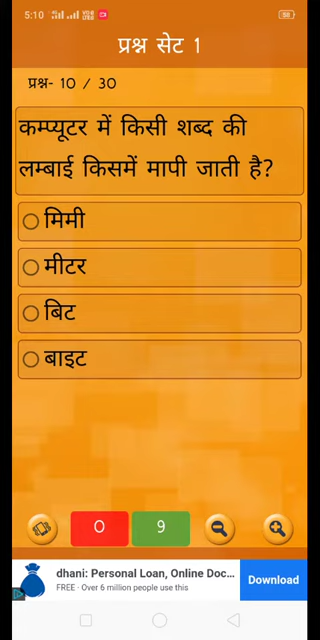 5:10
58
प्रश्न सेट 1
प्रश्न- 10 / 30
कम्प्यूटर में किसी शब्द की
लम्बाई किसमें मापी जाती है?
मिमी
मीटर
बिट
बाइट
0 9
dhani: Personal Loan, Online Doc...
FREE · Over 6 million people use this
Download